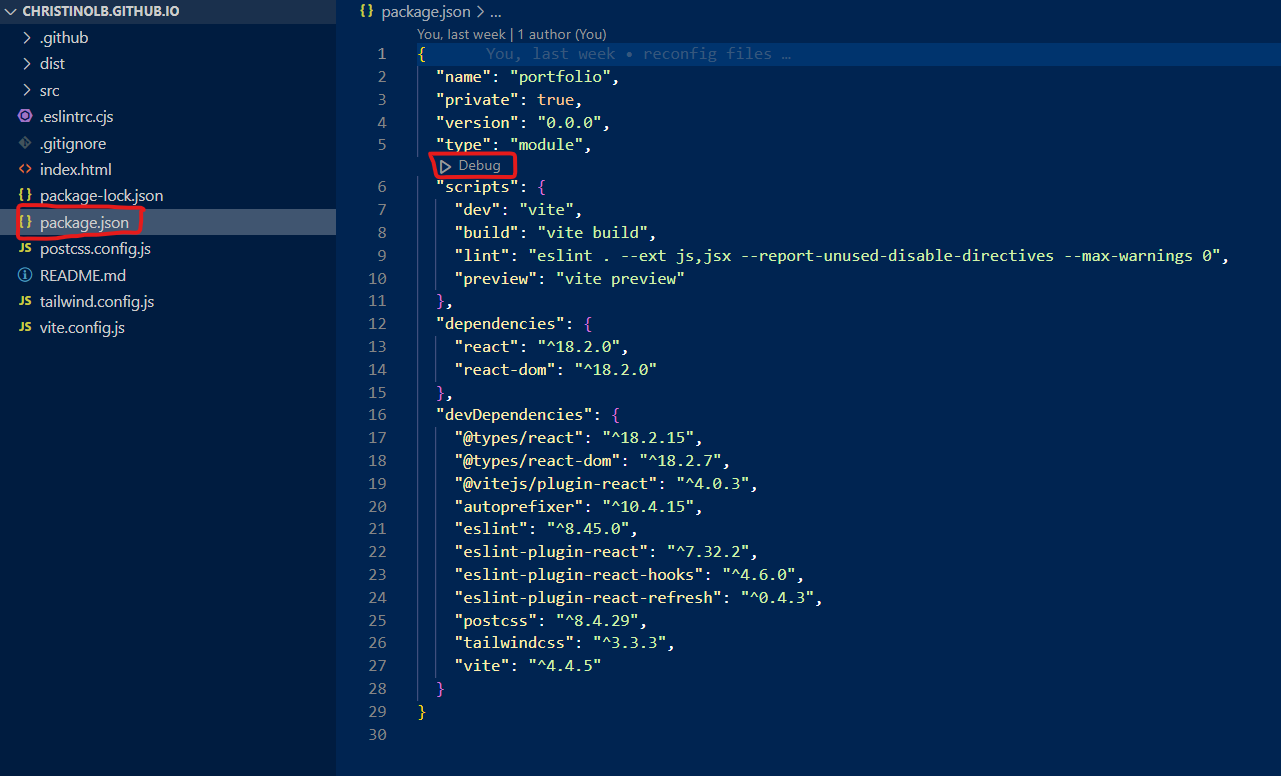 CHRISTINOLB.GITHUB.IO
.github
dist
src
.eslintrc.cjs
.gitignore
index.html
package-lock.json
package.json
postcss.config.js
README.md
tailwind.config.js
vite.config.js
package.json > ...
You, last week | 1 author (You)
1 { You, last week • reconfig files …
2 "name": "portfolio",
3 "private": true,
4 "version": "0.0.0",
5 "type": "module",
Debug
6 "scripts": {
7 "dev": "vite",
8 "build": "vite build",
9 "lint": "eslint . --ext js,jsx --report-unused-disable-directives --max-warnings 0",
10 "preview": "vite preview"
11 },
12 "dependencies": {
13 "react": "^18.2.0",
14 "react-dom": "^18.2.0"
15 },
16 "devDependencies": {
17 "@types/react": "^18.2.15",
18 "@types/react-dom": "^18.2.7",
19 "@vitejs/plugin-react": "^4.0.3",
20 "autoprefixer": "^10.4.15",
21 "eslint": "^8.45.0",
22 "eslint-plugin-react": "^7.32.2",
23 "eslint-plugin-react-hooks": "^4.6.0",
24 "eslint-plugin-react-refresh": "^0.4.3",
25 "postcss": "^8.4.29",
26 "tailwindcss": "^3.3.3",
27 "vite": "^4.4.5"
28 }
29 }
30